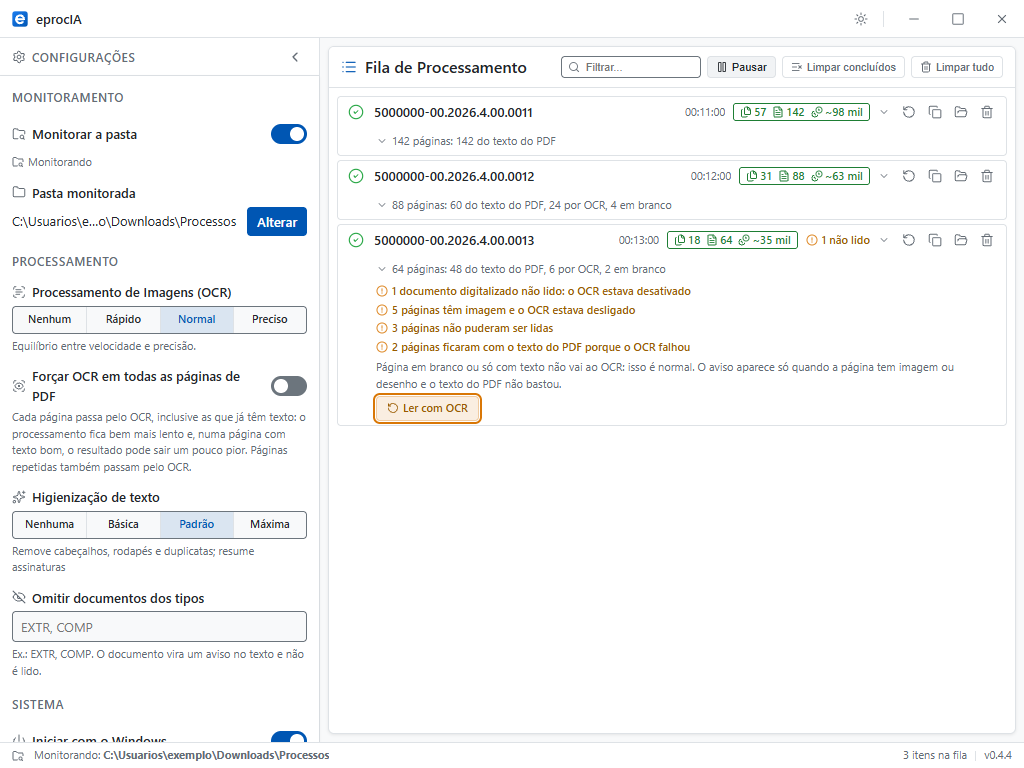 eprocIA
CONFIGURAÇÕES
MONITORAMENTO
Monitorar a pasta
Monitorando
Pasta monitorada
C:\Usuarios\e...o\Downloads\Processos
Alterar
PROCESSAMENTO
Processamento de Imagens (OCR)
Nenhum Rápido Normal Preciso
Equilíbrio entre velocidade e precisão.
Forçar OCR em todas as páginas de
PDF
Cada página passa pelo OCR, inclusive as que já têm texto: o
processamento fica bem mais lento e, numa página com
texto bom, o resultado pode sair um pouco pior. Páginas
repetidas também passam pelo OCR.
Higienização de texto
Nenhuma Básica Padrão Máxima
Remove cabeçalhos, rodapés e duplicatas; resume
assinaturas
Omitir documentos dos tipos
EXTR, COMP
Ex.: EXTR, COMP. O documento vira um aviso no texto e não
é lido.
SISTEMA
Iniciar com o Windows
Fila de Processamento
Filtrar...
Pausar
Limpar concluídos
Limpar tudo
5000000-00.2026.4.00.0011 00:11:00 57 142 ~98 mil
142 páginas: 142 do texto do PDF
5000000-00.2026.4.00.0012 00:12:00 31 88 ~63 mil
88 páginas: 60 do texto do PDF, 24 por OCR, 4 em branco
5000000-00.2026.4.00.0013 00:13:00 18 64 ~35 mil 1 não lido
64 páginas: 48 do texto do PDF, 6 por OCR, 2 em branco
1 documento digitalizado não lido: o OCR estava desativado
5 páginas têm imagem e o OCR estava desligado
3 páginas não puderam ser lidas
2 páginas ficaram com o texto do PDF porque o OCR falhou
Página em branco ou só com texto não vai ao OCR: isso é normal. O aviso aparece só quando a página tem imagem ou
desenho e o texto do PDF não bastou.
Ler com OCR
Monitorando: C:\Usuarios\exemplo\Downloads\Processos
3 itens na fila
v0.4.4